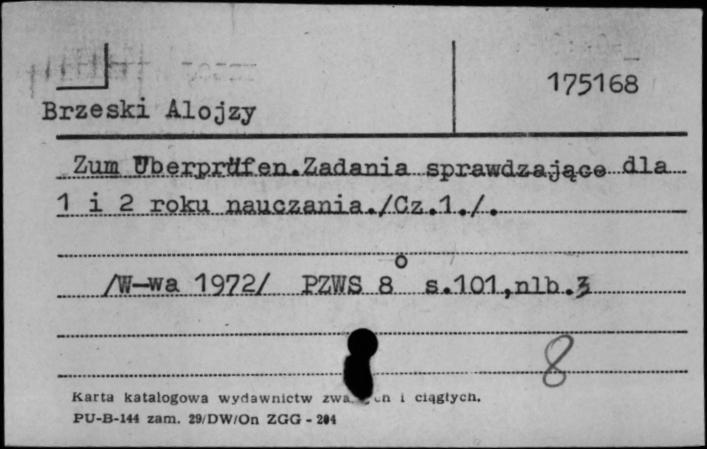 175168
Brzeski Alojzy
Zum Überprüfen.Zadania sprawdzające dla
1 i 2 roku nauczania./Cz.1./.
/W-wa 1972/ PZWS 8° s.101,nlb.3
8
Karta katalogowa wydawnictw i ciągłych.
PU-B-144 zam. 29/DW/On ZGG - 204